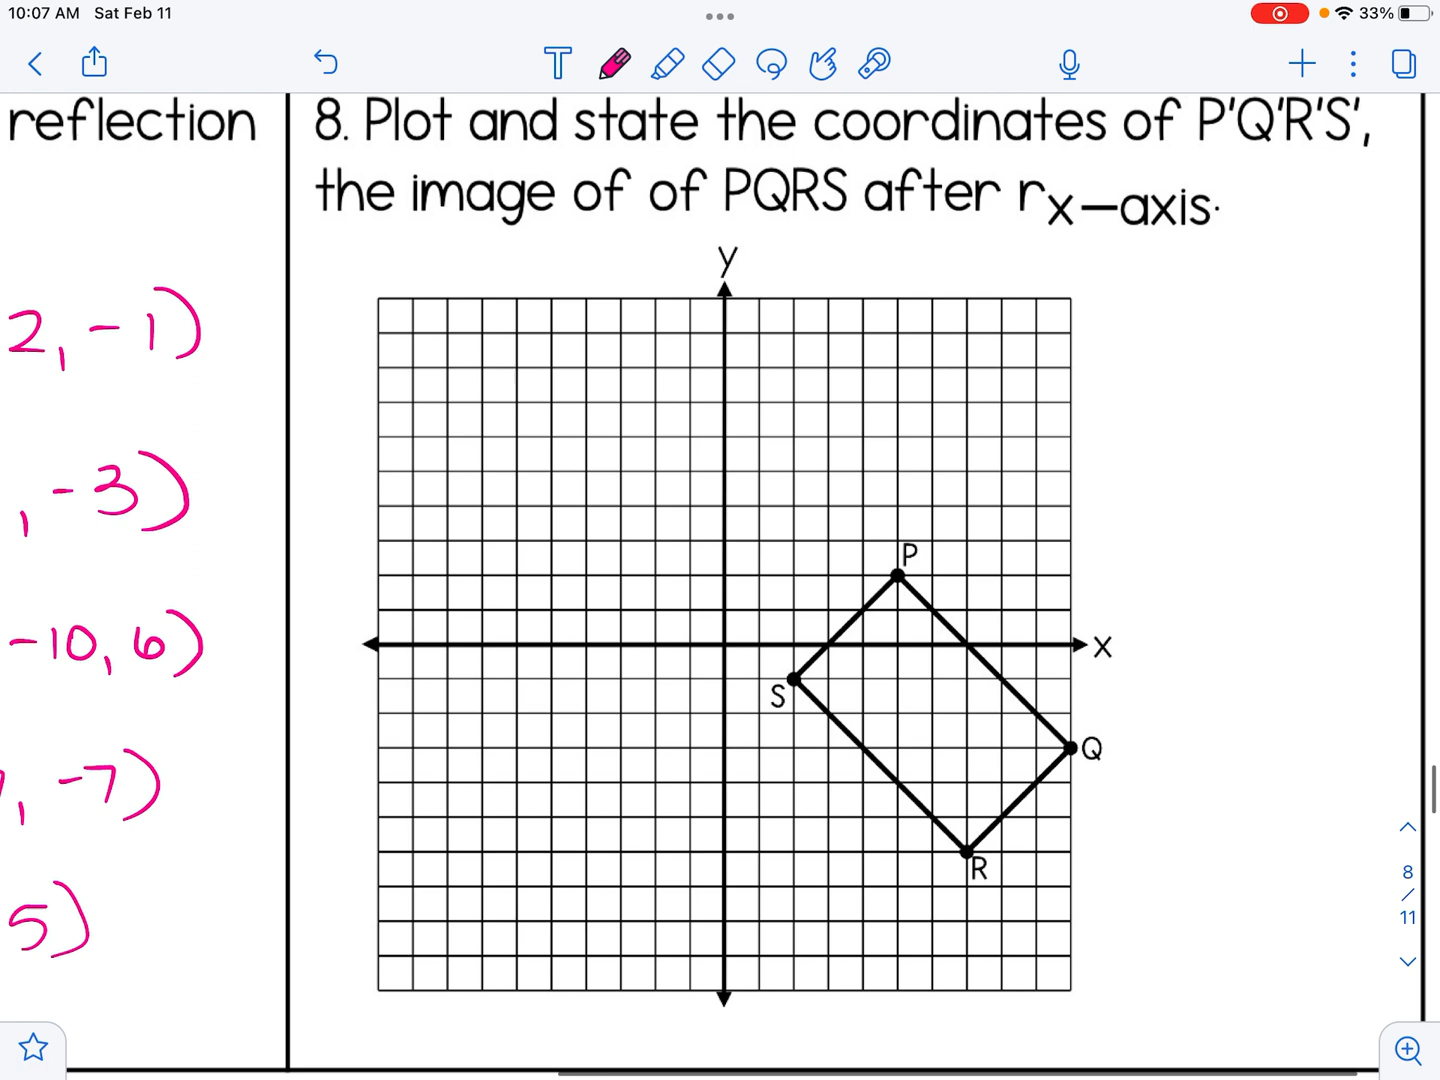 10:07 AM Sat Feb 11
33%
T
reflection
8. Plot and state the coordinates of P'Q'R'S',
the image of of PQRS after rx–axis.
2, -1)
, -3)
-10, 6)
, -7)
5)
y
P
x
S
Q
R
8
/
11